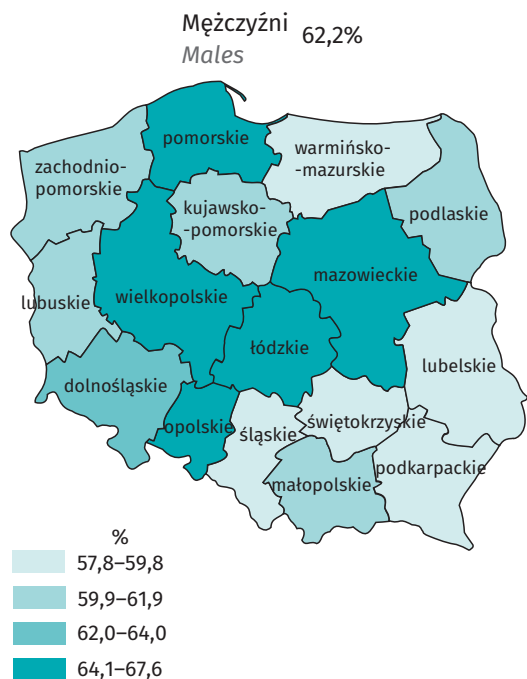 Mężczyźni 62,2%
Males
pomorskie
warmińsko-
-mazurskie
zachodnio-
pomorskie
kujawsko-
-pomorskie
podlaskie
mazowieckie
lubuskie
wielkopolskie
łódzkie
lubelskie
dolnośląskie
opolskie
śląskie
świętokrzyskie
podkarpackie
małopolskie
%
57,8–59,8
59,9–61,9
62,0–64,0
64,1–67,6